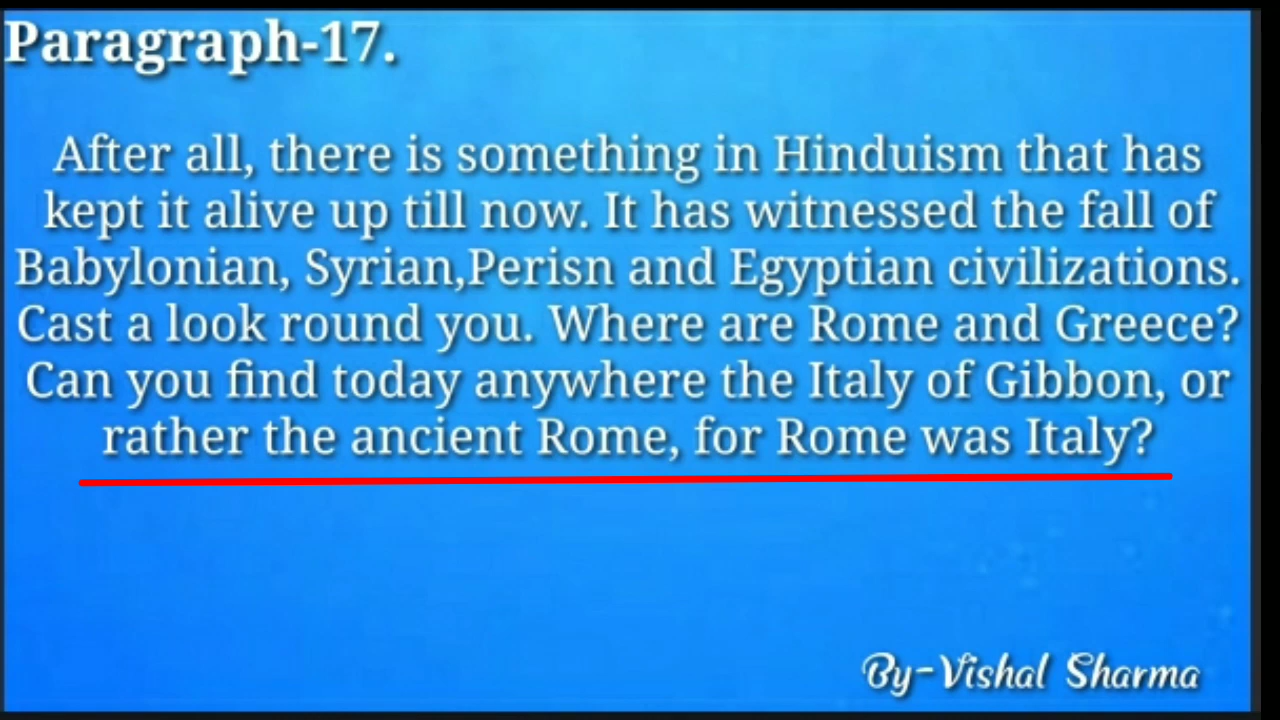 Paragraph-17.
After all, there is something in Hinduism that has
kept it alive up till now. It has witnessed the fall of
Babylonian, Syrian,Perisn and Egyptian civilizations.
Cast a look round you. Where are Rome and Greece?
Can you find today anywhere the Italy of Gibbon, or
rather the ancient Rome, for Rome was Italy?
By-Vishal Sharma